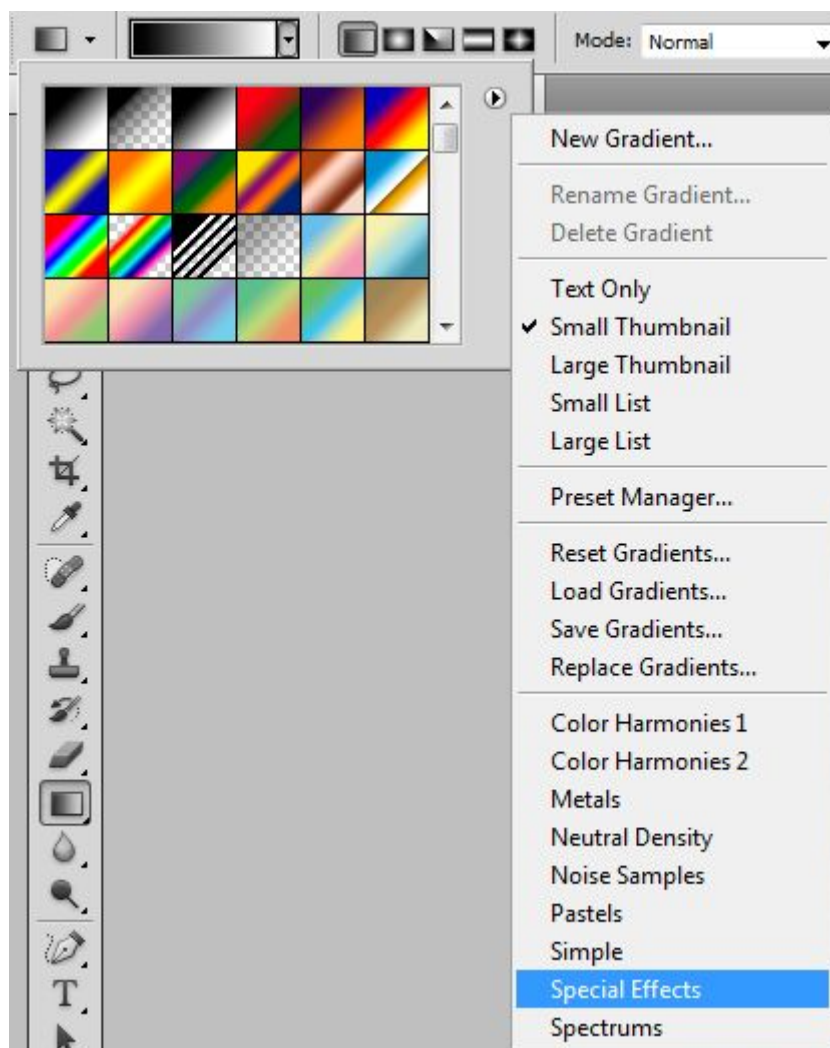 Mode: Normal
New Gradient...
Rename Gradient...
Delete Gradient
Text Only
Small Thumbnail
Large Thumbnail
Small List
Large List
Preset Manager...
Reset Gradients...
Load Gradients...
Save Gradients...
Replace Gradients...
Color Harmonies 1
Color Harmonies 2
Metals
Neutral Density
Noise Samples
Pastels
Simple
Special Effects
Spectrums